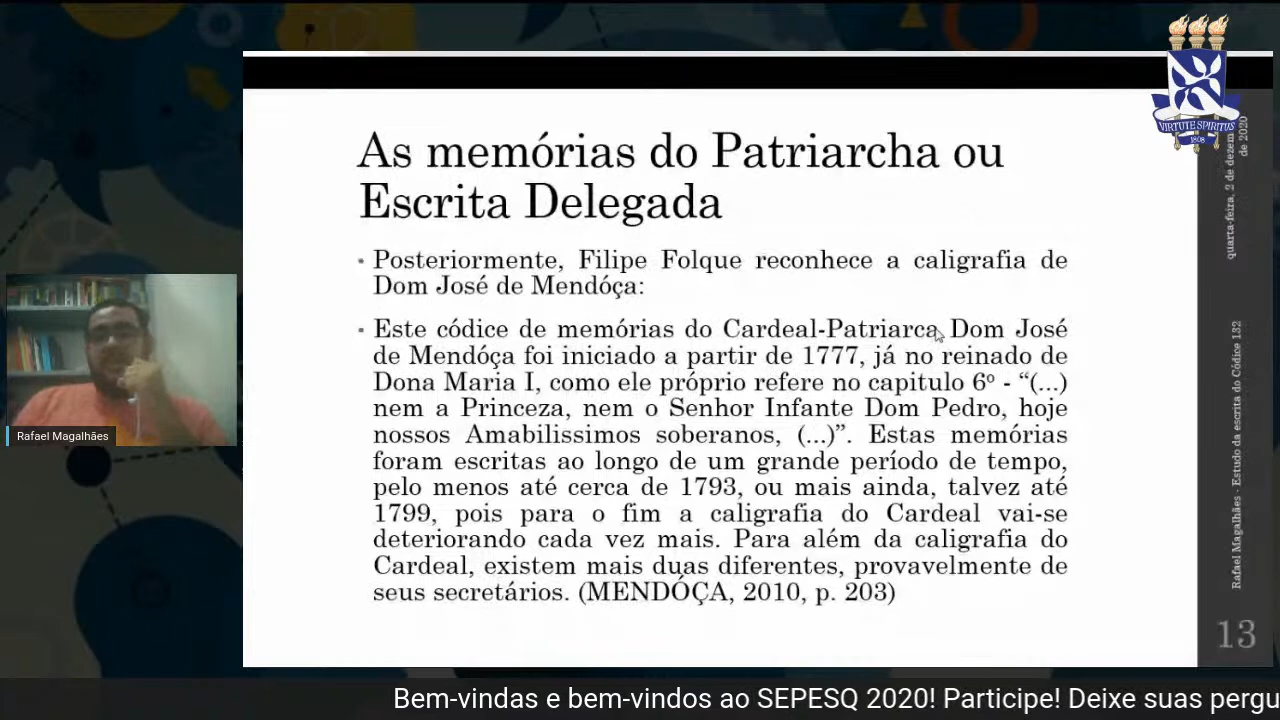 As memórias do Patriarcha ou
Escrita Delegada
Posteriormente, Filipe Folque reconhece a caligrafia de
Dom José de Mendóça:
Este códice de memórias do Cardeal-Patriarca Dom José
de Mendóça foi iniciado a partir de 1777, já no reinado de
Dona Maria I, como ele próprio refere no capitulo 6º - “(...)
nem a Princeza, nem o Senhor Infante Dom Pedro, hoje
nossos Amabilissimos soberanos, (...)”. Estas memórias
foram escritas ao longo de um grande período de tempo,
pelo menos até cerca de 1793, ou mais ainda, talvez até
1799, pois para o fim a caligrafia do Cardeal vai-se
deteriorando cada vez mais. Para além da caligrafia do
Cardeal, existem mais duas diferentes, provavelmente de
seus secretários. (MENDÓÇA, 2010, p. 203)
VIRTUTE SPIRITUS
1808
quarta-feira, 2 de dezem
de 2020
Rafael Magalhães - Estudo da escrita do Códice 132
13
Rafael Magalhães
Bem-vindas e bem-vindos ao SEPESQ 2020! Participe! Deixe suas pergu